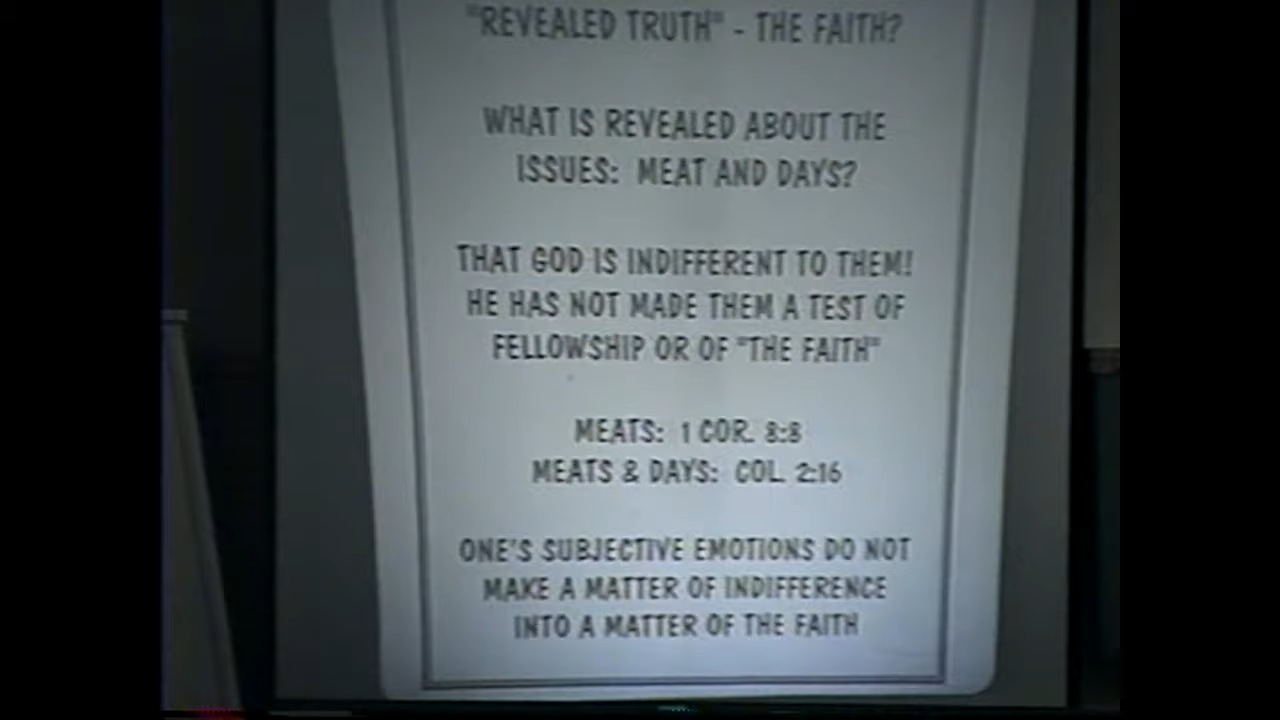 "REVEALED TRUTH" - THE FAITH?
WHAT IS REVEALED ABOUT THE
ISSUES: MEAT AND DAYS?
THAT GOD IS INDIFFERENT TO THEM!
HE HAS NOT MADE THEM A TEST OF
FELLOWSHIP OR OF "THE FAITH"
MEATS: 1 COR. 8:8
MEATS & DAYS: COL. 2:16
ONE'S SUBJECTIVE EMOTIONS DO NOT
MAKE A MATTER OF INDIFFERENCE
INTO A MATTER OF THE FAITH